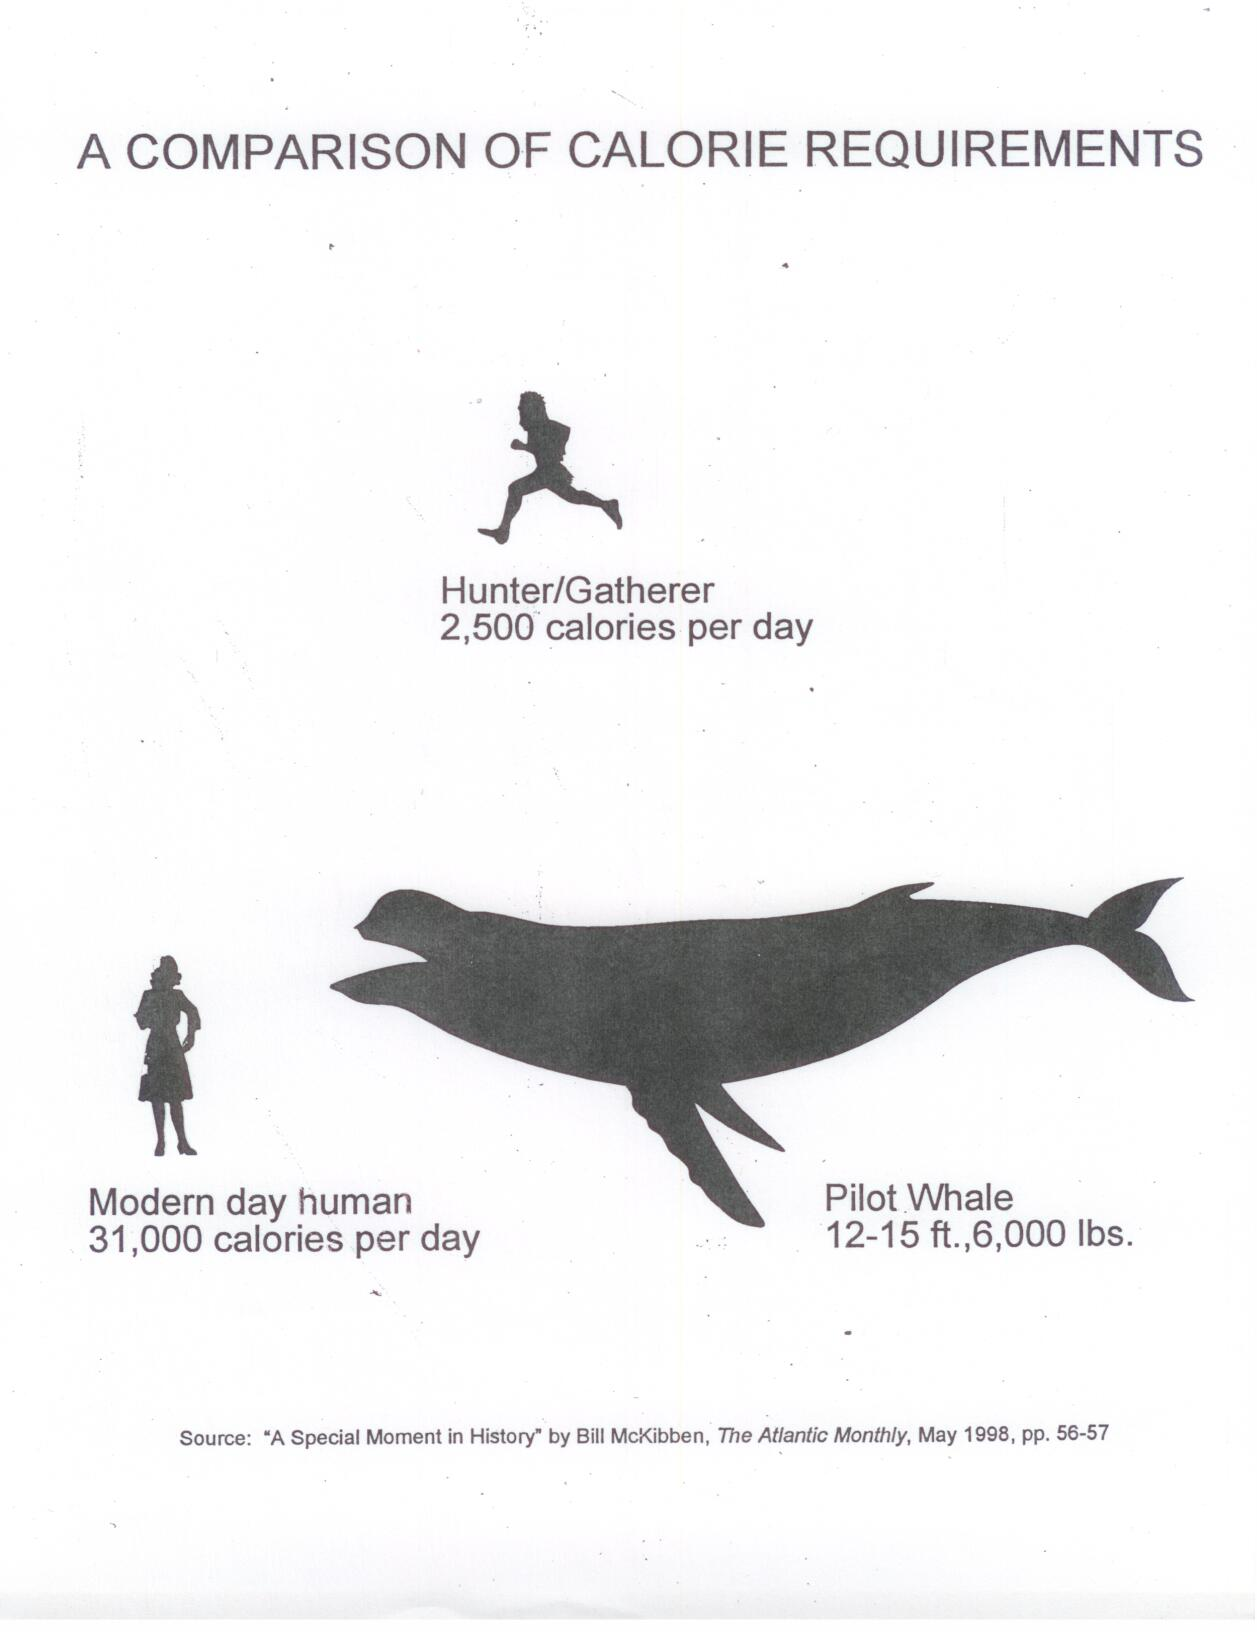 A COMPARISON OF CALORIE REQUIREMENTS
Hunter/Gatherer
2,500 calories per day
Modern day human
31,000 calories per day
Pilot Whale
12-15 ft.,6,000 lbs.
Source: "A Special Moment in History" by Bill McKibben, The Atlantic Monthly, May 1998, pp. 56-57